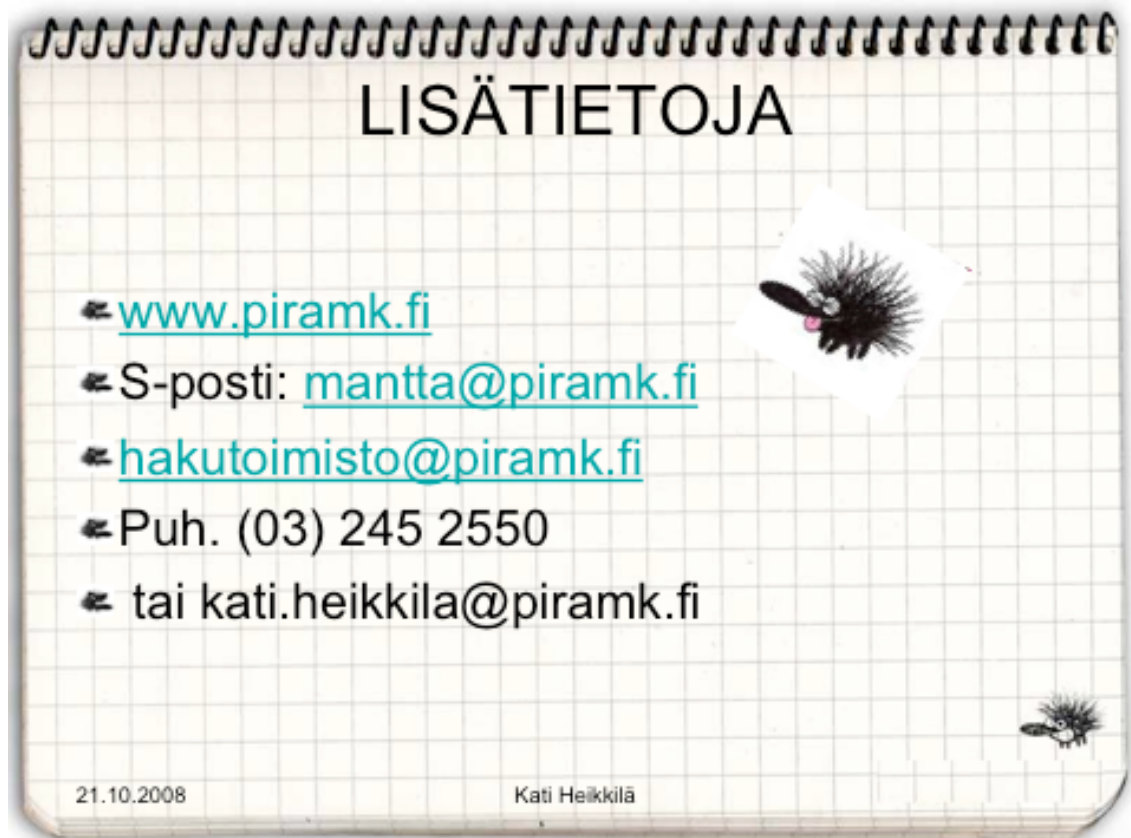 LISÄTIETOJA
www.piramk.fi
S-posti: mantta@piramk.fi
hakutoimisto@piramk.fi
Puh. (03) 245 2550
tai kati.heikkila@piramk.fi
21.10.2008
Kati Heikkilä